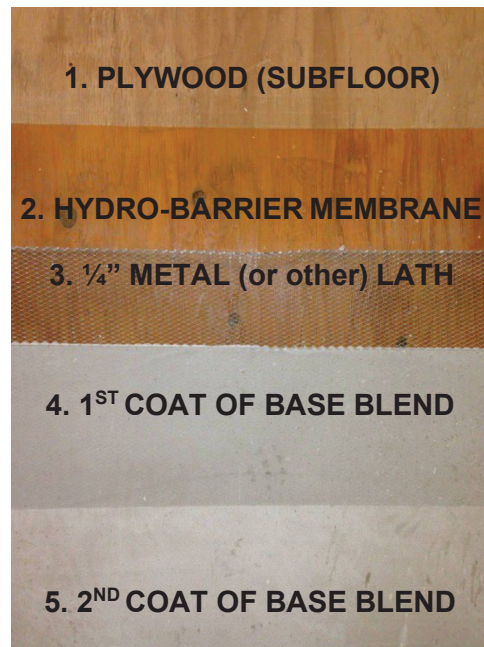 1. PLYWOOD (SUBFLOOR)
2. HYDRO-BARRIER MEMBRANE
3. ¼” METAL (or other) LATH
4. 1ST COAT OF BASE BLEND
5. 2ND COAT OF BASE BLEND